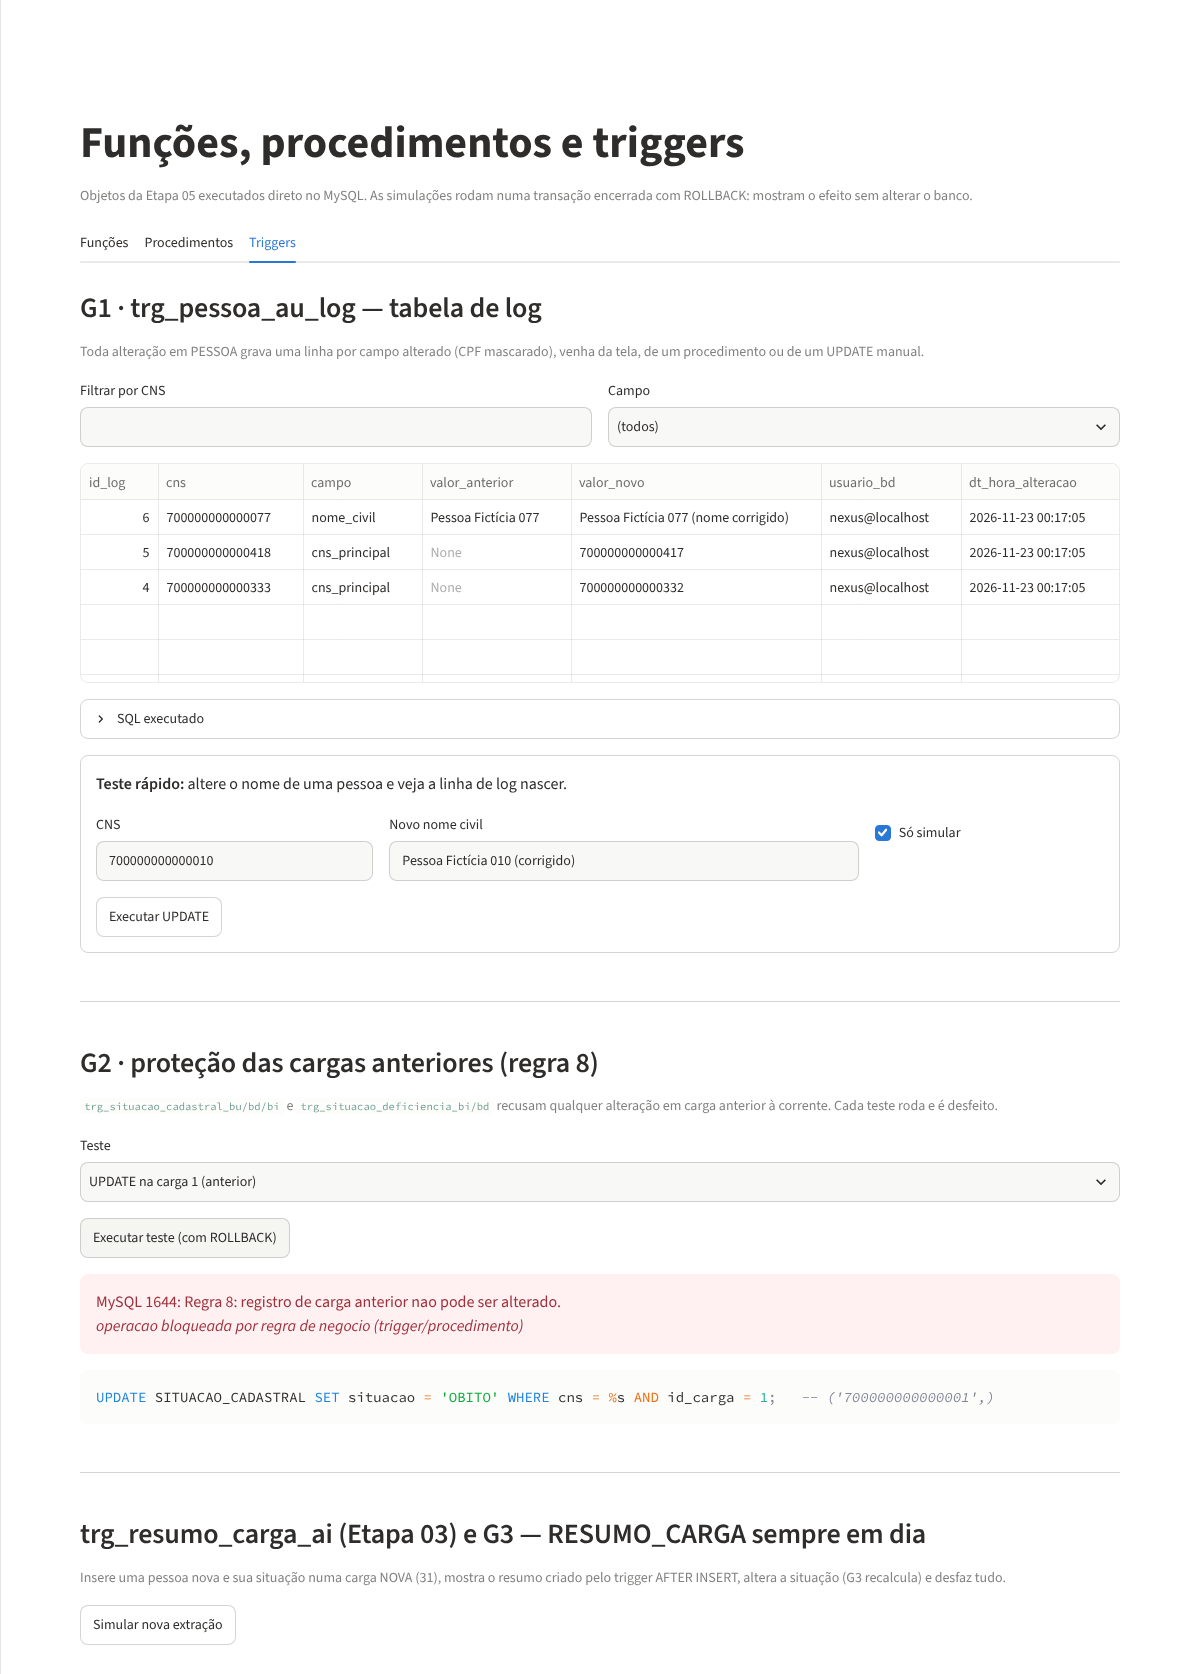 Funções, procedimentos e triggers
Objetos da Etapa 05 executados direto no MySQL. As simulações rodam numa transação encerrada com ROLLBACK: mostram o efeito sem alterar o banco.
Funções Procedimentos Triggers
G1 · trg_pessoa_au_log — tabela de log
Toda alteração em PESSOA grava uma linha por campo alterado (CPF mascarado), venha da tela, de um procedimento ou de um UPDATE manual.
Filtrar por CNS Campo
(todos)
id_log cns campo valor_anterior valor_novo usuario_bd dt_hora_alteracao
6 700000000000077 nome_civil Pessoa Fictícia 077 Pessoa Fictícia 077 (nome corrigido) nexus@localhost 2026-11-23 00:17:05
5 700000000000418 cns_principal None 700000000000417 nexus@localhost 2026-11-23 00:17:05
4 700000000000333 cns_principal None 700000000000332 nexus@localhost 2026-11-23 00:17:05
SQL executado
Teste rápido: altere o nome de uma pessoa e veja a linha de log nascer.
CNS Novo nome civil Só simular
700000000000010 Pessoa Fictícia 010 (corrigido)
Executar UPDATE
G2 · proteção das cargas anteriores (regra 8)
trg_situacao_cadastral_bu/bd/bi e trg_situacao_deficiencia_bi/bd recusam qualquer alteração em carga anterior à corrente. Cada teste roda e é desfeito.
Teste
UPDATE na carga 1 (anterior)
Executar teste (com ROLLBACK)
MySQL 1644: Regra 8: registro de carga anterior nao pode ser alterado.
operacao bloqueada por regra de negocio (trigger/procedimento)
UPDATE SITUACAO_CADASTRAL SET situacao = 'OBITO' WHERE cns = %s AND id_carga = 1; -- ('700000000000001',)
trg_resumo_carga_ai (Etapa 03) e G3 — RESUMO_CARGA sempre em dia
Insere uma pessoa nova e sua situação numa carga NOVA (31), mostra o resumo criado pelo trigger AFTER INSERT, altera a situação (G3 recalcula) e desfaz tudo.
Simular nova extração